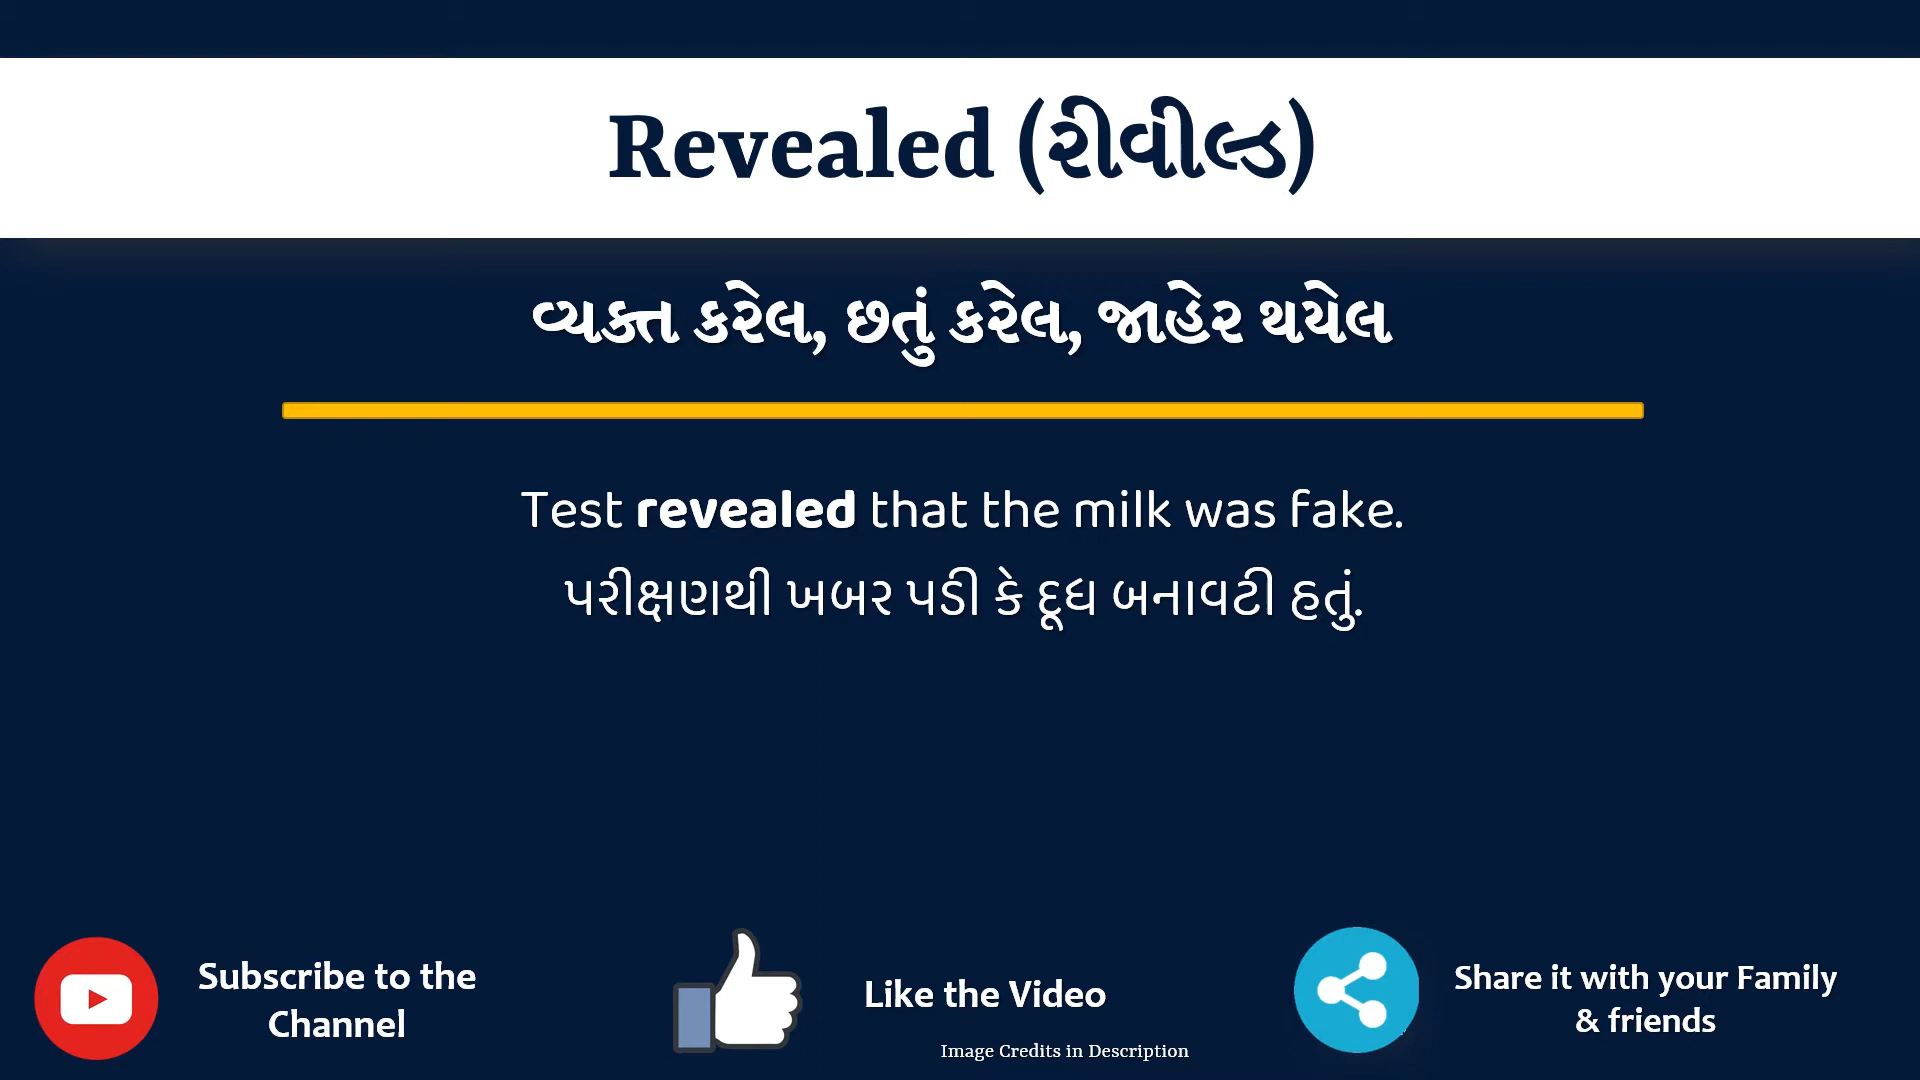 Revealed (રીવીલ્ડ)
વ્યક્ત કરેલ, છતું કરેલ, જાહેર થયેલ
Test revealed that the milk was fake.
પરીક્ષણથી ખબર પડી કે દૂધ બનાવટી હતું.
Subscribe to the
Channel
Like the Video
Share it with your Family
& friends
Image Credits in Description